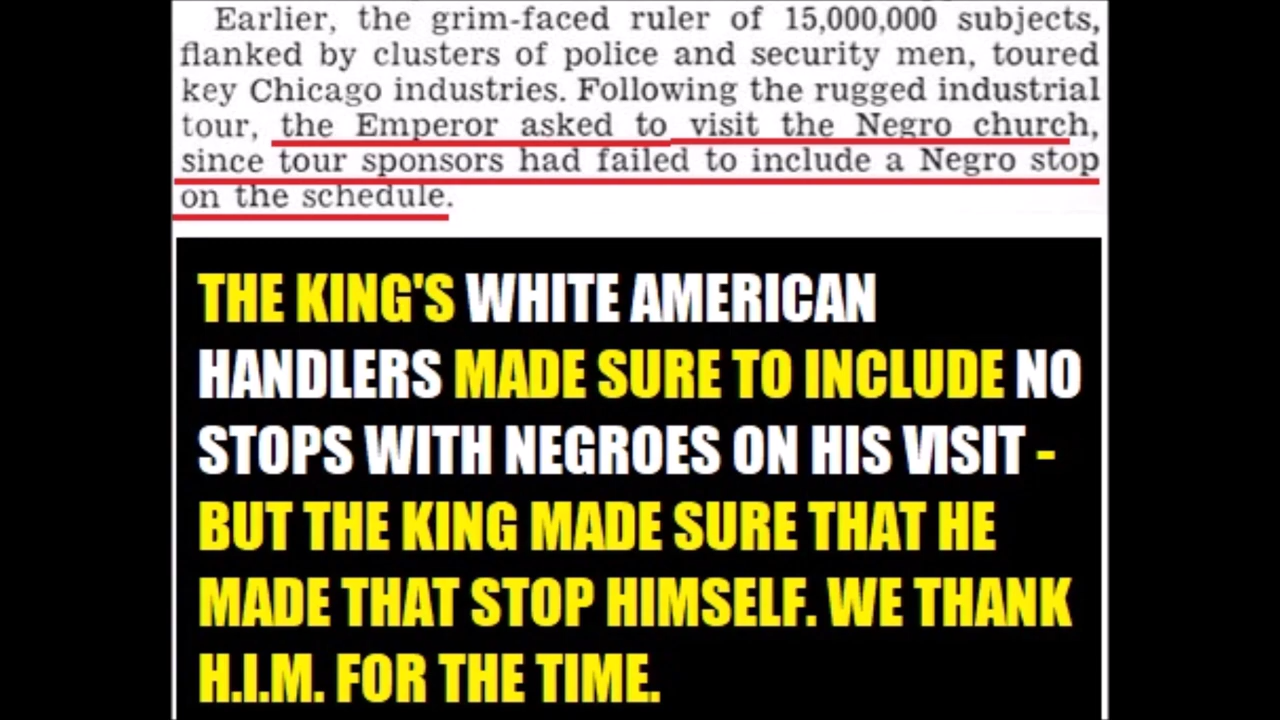 Earlier, the grim-faced ruler of 15,000,000 subjects,
flanked by clusters of police and security men, toured
key Chicago industries. Following the rugged industrial
tour, the Emperor asked to visit the Negro church,
since tour sponsors had failed to include a Negro stop
on the schedule.
THE KING'S WHITE AMERICAN
HANDLERS MADE SURE TO INCLUDE NO
STOPS WITH NEGROES ON HIS VISIT -
BUT THE KING MADE SURE THAT HE
MADE THAT STOP HIMSELF. WE THANK
H.I.M. FOR THE TIME.